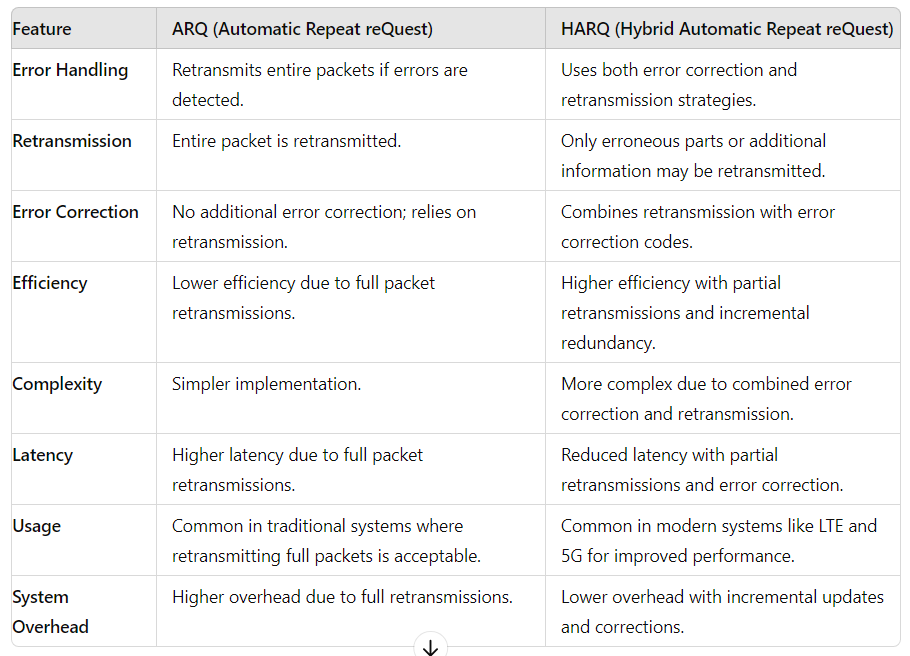 Feature ARQ (Automatic Repeat reQuest) HARQ (Hybrid Automatic Repeat reQuest)
Error Handling Retransmits entire packets if errors are Uses both error correction and
detected. retransmission strategies.
Retransmission Entire packet is retransmitted. Only erroneous parts or additional
information may be retransmitted.
Error Correction No additional error correction; relies on Combines retransmission with error
retransmission. correction codes.
Efficiency Lower efficiency due to full packet Higher efficiency with partial
retransmissions. retransmissions and incremental
redundancy.
Complexity Simpler implementation. More complex due to combined error
correction and retransmission.
Latency Higher latency due to full packet Reduced latency with partial
retransmissions. retransmissions and error correction.
Usage Common in traditional systems where Common in modern systems like LTE and
retransmitting full packets is acceptable. 5G for improved performance.
System Higher overhead due to full retransmissions. Lower overhead with incremental updates
Overhead and corrections.